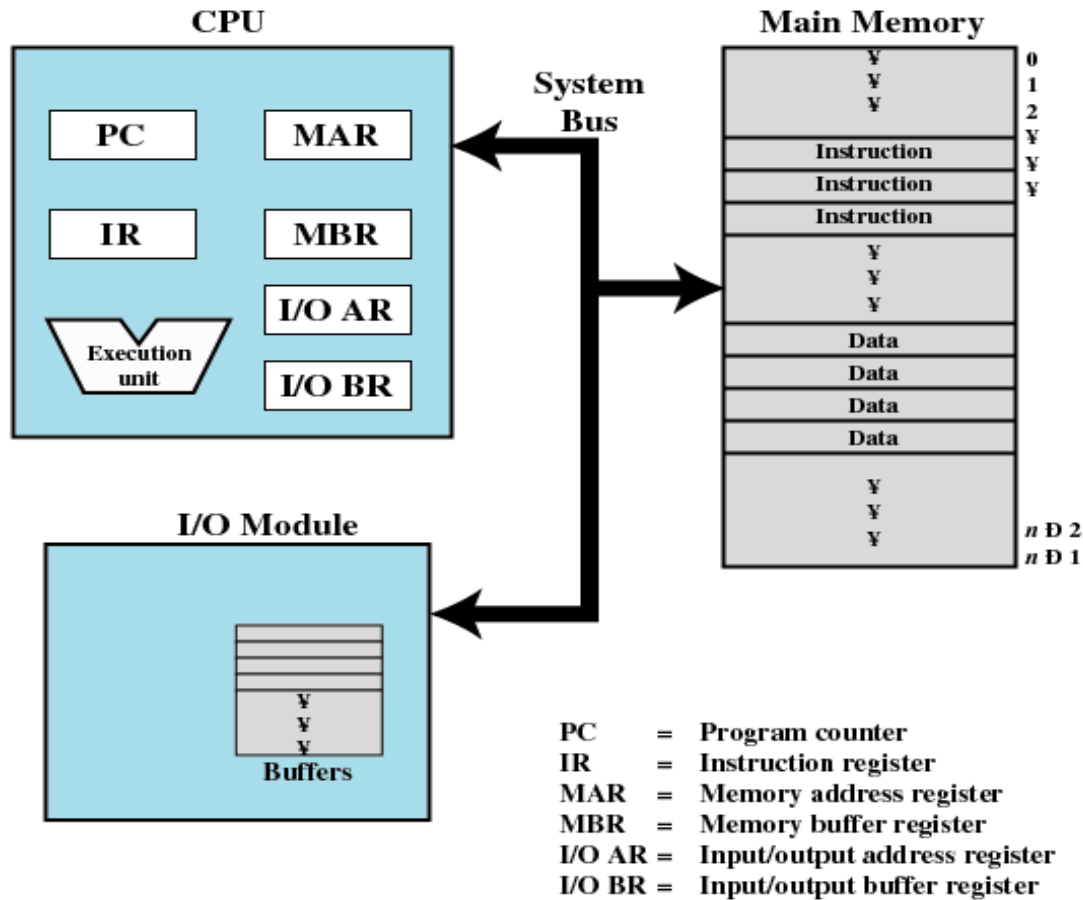 CPU
PC
MAR
IR
MBR
I/O AR
I/O BR
Execution
unit
System
Bus
Main Memory
¥
¥
¥
Instruction
Instruction
Instruction
¥
¥
¥
Data
Data
Data
Data
¥
¥
¥
0
1
2
¥
¥
¥
n Ð 2
n Ð 1
I/O Module
¥
¥
¥
Buffers
PC = Program counter
IR = Instruction register
MAR = Memory address register
MBR = Memory buffer register
I/O AR = Input/output address register
I/O BR = Input/output buffer register